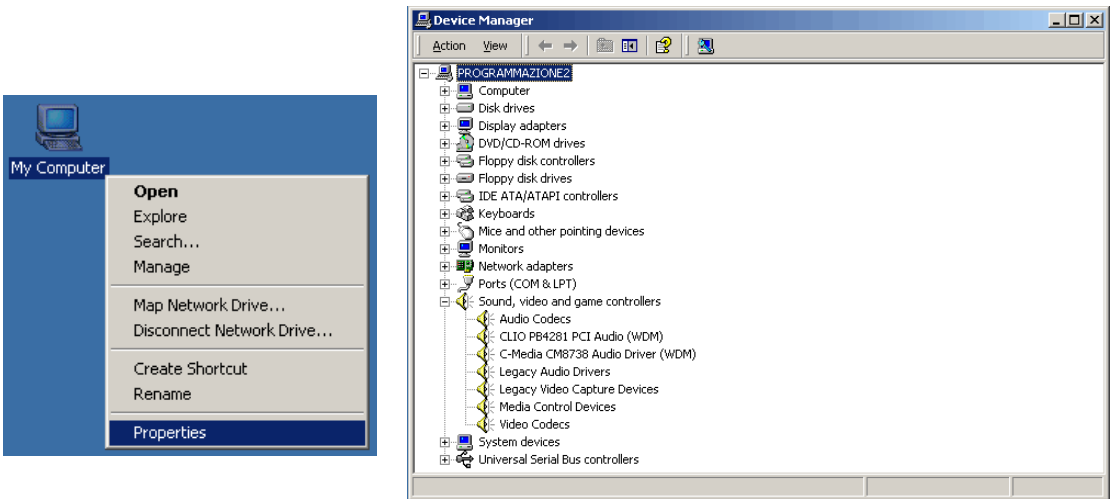 My Computer
Open
Explore
Search...
Manage
Map Network Drive...
Disconnect Network Drive...
Create Shortcut
Rename
Properties
Device Manager
Action View
PROGRAMMAZIONE2
Computer
Disk drives
Display adapters
DVD/CD-ROM drives
Floppy disk controllers
Floppy disk drives
IDE ATA/ATAPI controllers
Keyboards
Mice and other pointing devices
Monitors
Network adapters
Ports (COM & LPT)
Sound, video and game controllers
Audio Codecs
CLIO PB4281 PCI Audio (WDM)
C-Media CM8738 Audio Driver (WDM)
Legacy Audio Drivers
Legacy Video Capture Devices
Media Control Devices
Video Codecs
System devices
Universal Serial Bus controllers